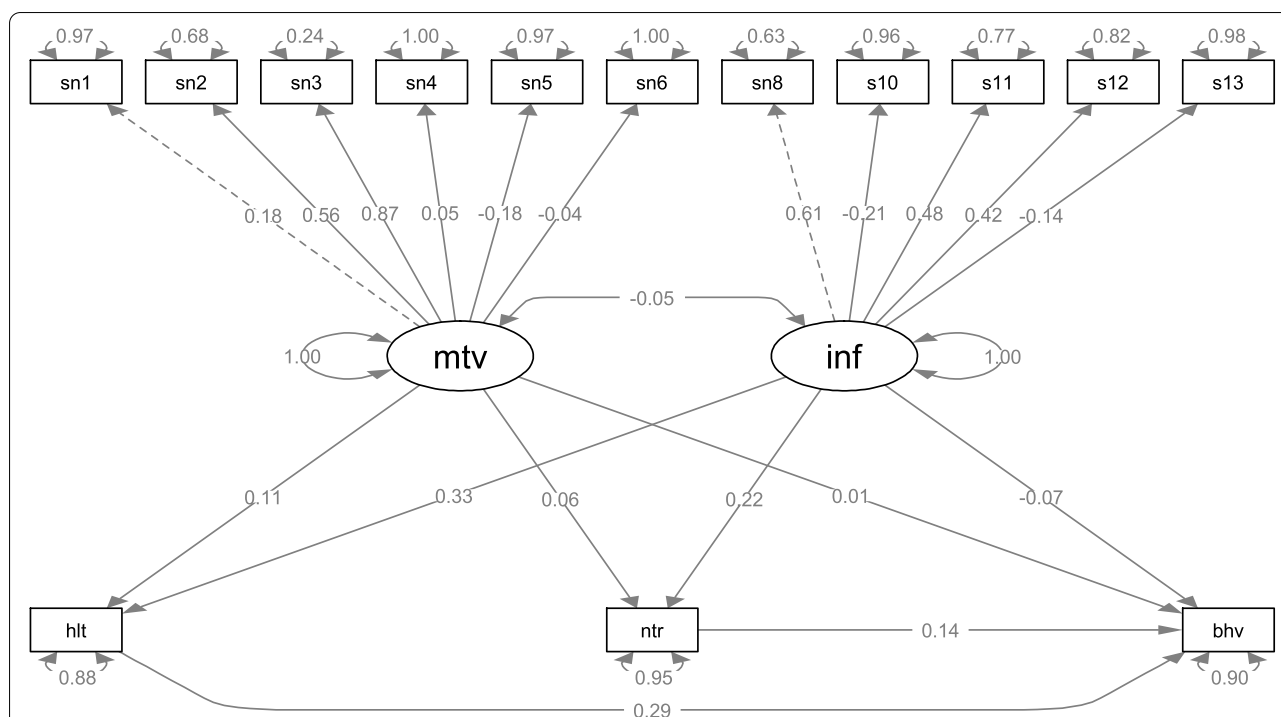 0.97 0.68 0.24 1.00 0.97 1.00 0.63 0.96 0.77 0.82 0.98
sn1 sn2 sn3 sn4 sn5 sn6 sn8 s10 s11 s12 s13
0.18 0.56 0.87 0.05 -0.18 -0.04 0.61 -0.21 0.48 0.42 -0.14
-0.05
1.00 mtv inf 1.00
0.11 0.33 0.06 0.22 0.01 -0.07
hlt ntr 0.14 bhv
0.88 0.95 0.90
0.29